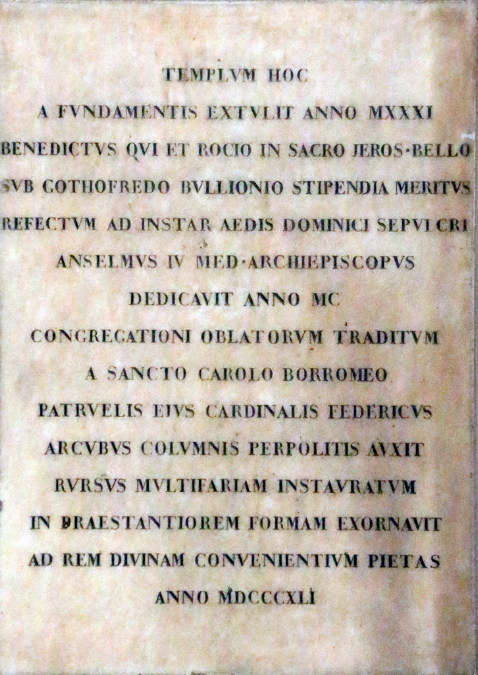 TEMPLVM HOC
A FVNDAMENTIS EXTVLIT ANNO MXXXI
BENEDICTVS QVI ET ROCIO IN SACRO JEROS·BELLO
SVB GOTHOFREDO BVLLIONIO STIPENDIA MERITVS
REFECTVM AD INSTAR AEDIS DOMINICI SEPVLCRI
ANSELMVS IV MED·ARCHIEPISCOPVS
DEDICAVIT ANNO MC
CONGREGATIONI OBLATORVM TRADITVM
A SANCTO CAROLO BORROMEO
PATRVELIS EJVS CARDINALIS FEDERICVS
ARCVBVS COLVMNIS PERPOLITIS AVXIT
RVRSVS MVLTIFARIAM INSTAVRATVM
IN PRAESTANTIOREM FORMAM EXORNAVIT
AD REM DIVINAM CONVENIENTIVM PIETAS
ANNO MDCCCXLI